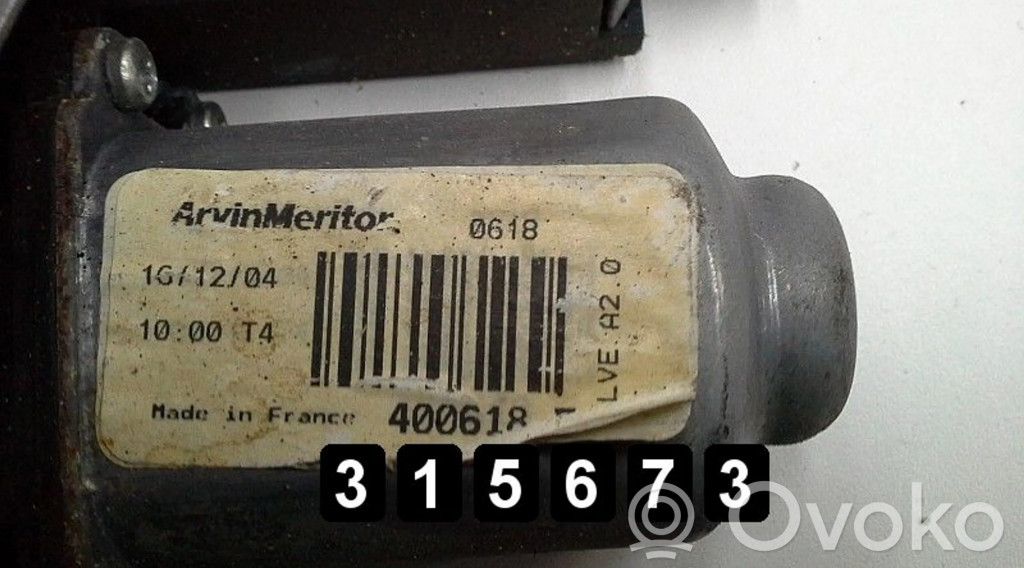 ArvinMeritor
0618
16/12/04
10:00 T4
LVE A2.0
Made in France
400618
315673
Ovoko